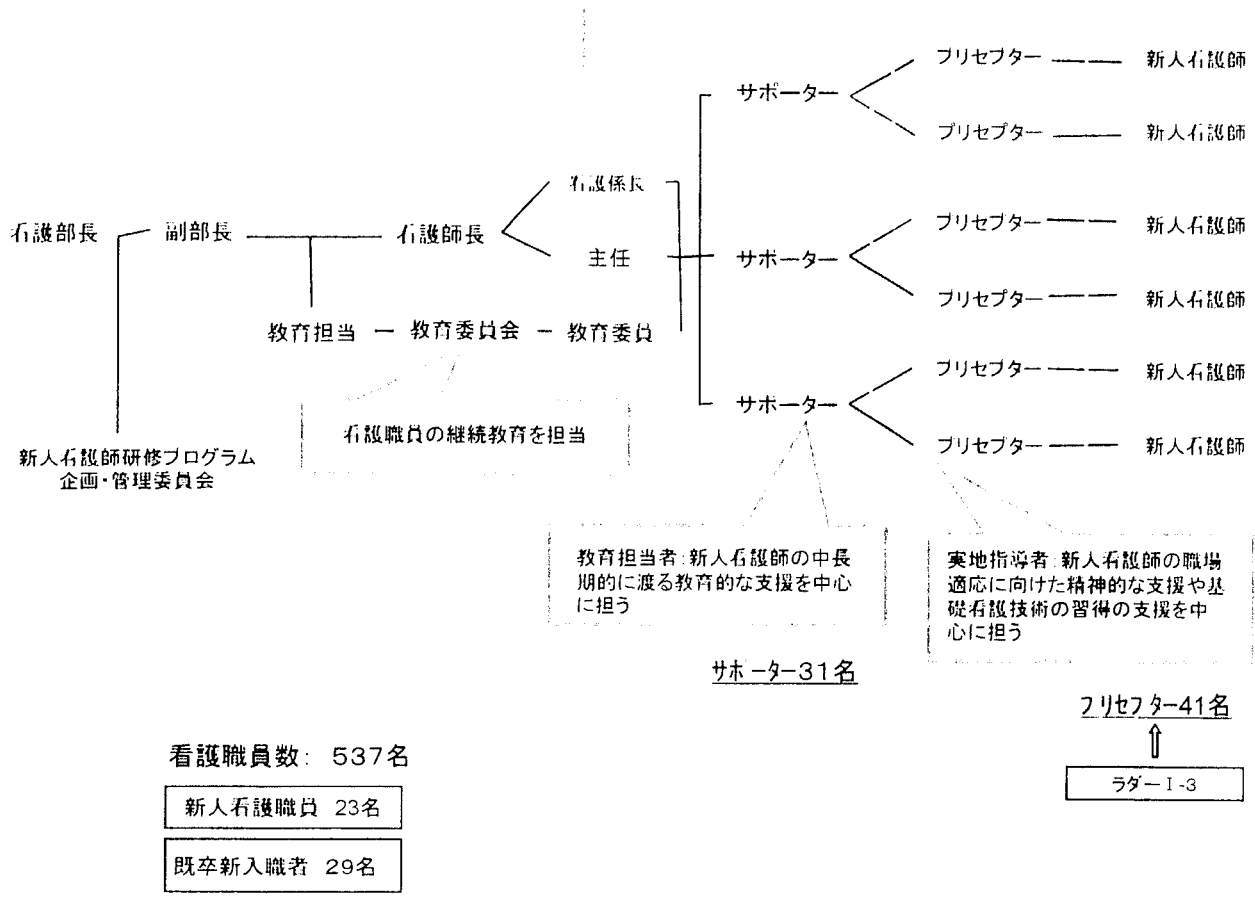 プリセプター
新人看護師
サポーター
プリセプター
新人看護師
看護係長
看護部長
副部長
看護師長
主任
サポーター
プリセプター
新人看護師
プリセプター
新人看護師
教育担当
教育委員会
教育委員
サポーター
プリセプター
新人看護師
プリセプター
新人看護師
看護職員の継続教育を担当
新人看護師研修プログラム
企画・管理委員会
教育担当者:新人看護師の中長
期的に渡る教育的な支援を中心
に担う
実地指導者:新人看護師の職場
適応に向けた精神的な支援や基
礎看護技術の習得の支援を中
心に担う
サポーター31名
プリセプター41名
ラダーⅠ-3
看護職員数: 537名
新人看護職員 23名
既卒新入職者 29名